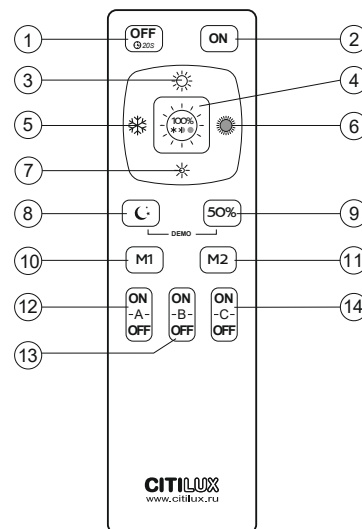 1
OFF
20S
ON
2
3
4
5
100%
6
7
8
50%
9
DEMO
10
M1
M2
11
12
ON
-A-
OFF
ON
-B-
OFF
ON
-C-
OFF
14
13
CITILUX
www.citilux.ru